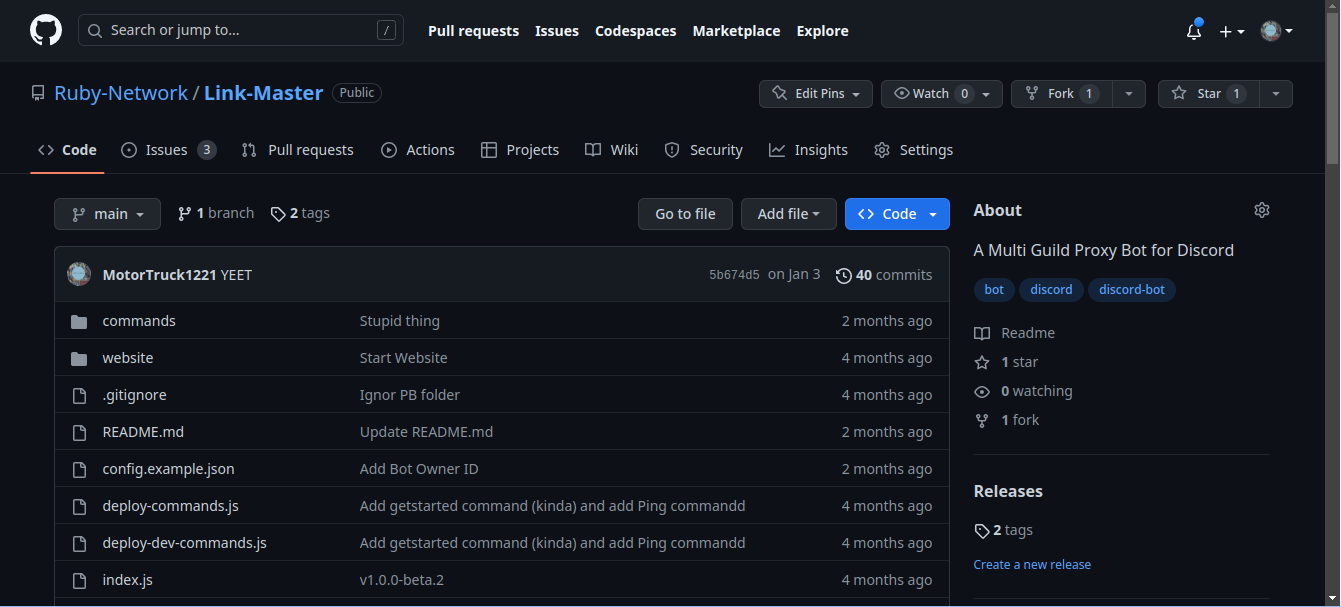 Search or jump to... / Pull requests Issues Codespaces Marketplace Explore
Ruby-Network / Link-Master Public Edit Pins Watch 0 Fork 1 Star 1
Code Issues 3 Pull requests Actions Projects Wiki Security Insights Settings
main 1 branch 2 tags Go to file Add file Code
MotorTruck1221 YEET 5b674d5 on Jan 3 40 commits
commands Stupid thing 2 months ago
website Start Website 4 months ago
.gitignore Ignor PB folder 4 months ago
README.md Update README.md 2 months ago
config.example.json Add Bot Owner ID 2 months ago
deploy-commands.js Add getstarted command (kinda) and add Ping commandd 4 months ago
deploy-dev-commands.js Add getstarted command (kinda) and add Ping commandd 4 months ago
index.js v1.0.0-beta.2 4 months ago
About
A Multi Guild Proxy Bot for Discord
bot discord discord-bot
Readme
1 star
0 watching
1 fork
Releases
2 tags
Create a new release